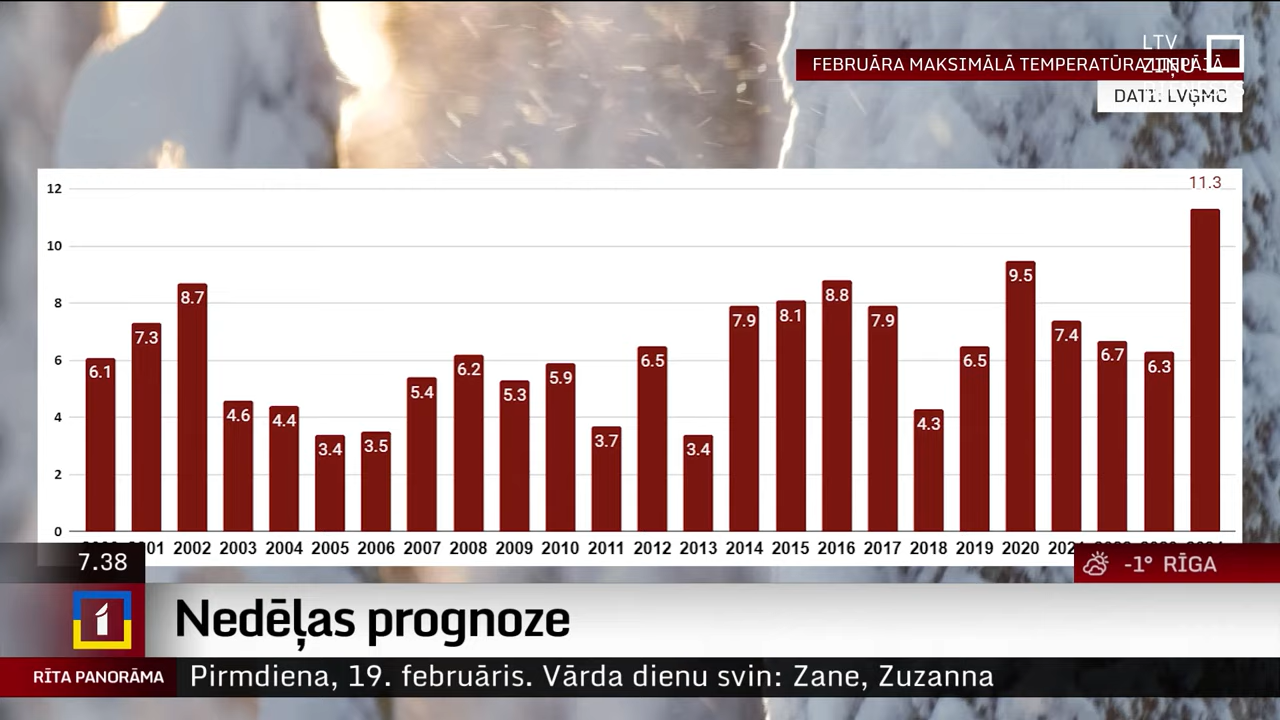 LTV
ZIŅU
FEBRUĀRA MAKSIMĀLĀ TEMPERATŪRA
DATI: LVĢMC
12
11.3
10
8
6
4
2
0
6.1 7.3 8.7 4.6 4.4 3.4 3.5 5.4 6.2 5.3 5.9 3.7 6.5 3.4 7.9 8.1 8.8 7.9 4.3 6.5 9.5 7.4 6.7 6.3
2002 2003 2004 2005 2006 2007 2008 2009 2010 2011 2012 2013 2014 2015 2016 2017 2018 2019 2020
7.38
-1° RĪGA
1
Nedēļas prognoze
RĪTA PANORĀMA
Pirmdiena, 19. februāris. Vārda dienu svin: Zane, Zuzanna